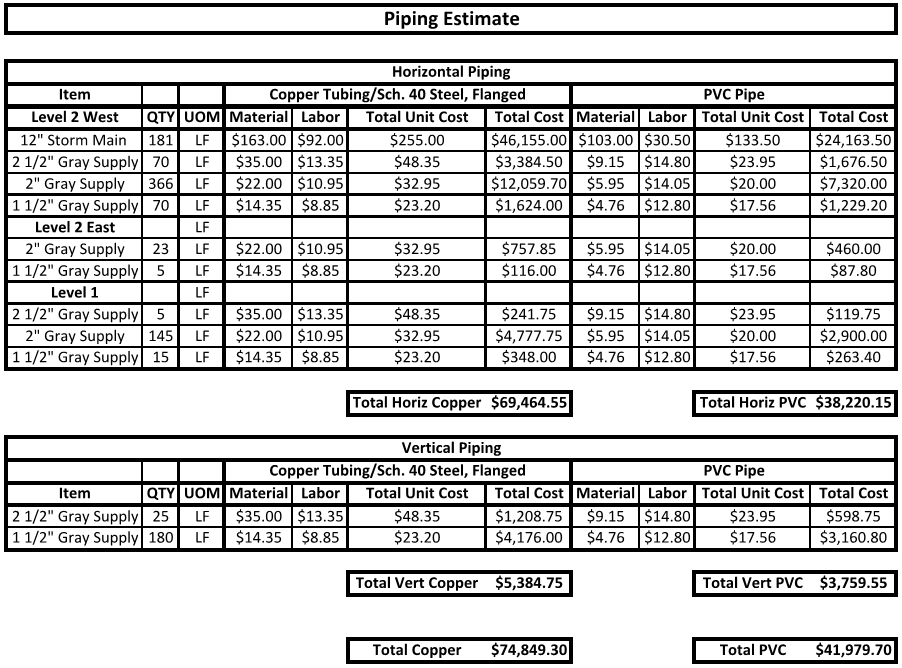 Piping Estimate
Horizontal Piping
Item Copper Tubing/Sch. 40 Steel, Flanged PVC Pipe
Level 2 West QTY UOM Material Labor Total Unit Cost Total Cost Material Labor Total Unit Cost Total Cost
12" Storm Main 181 LF $163.00 $92.00 $255.00 $46,155.00 $103.00 $30.50 $133.50 $24,163.50
2 1/2" Gray Supply 70 LF $35.00 $13.35 $48.35 $3,384.50 $9.15 $14.80 $23.95 $1,676.50
2" Gray Supply 366 LF $22.00 $10.95 $32.95 $12,059.70 $5.95 $14.05 $20.00 $7,320.00
1 1/2" Gray Supply 70 LF $14.35 $8.85 $23.20 $1,624.00 $4.76 $12.80 $17.56 $1,229.20
Level 2 East LF
2" Gray Supply 23 LF $22.00 $10.95 $32.95 $757.85 $5.95 $14.05 $20.00 $460.00
1 1/2" Gray Supply 5 LF $14.35 $8.85 $23.20 $116.00 $4.76 $12.80 $17.56 $87.80
Level 1 LF
2 1/2" Gray Supply 5 LF $35.00 $13.35 $48.35 $241.75 $9.15 $14.80 $23.95 $119.75
2" Gray Supply 145 LF $22.00 $10.95 $32.95 $4,777.75 $5.95 $14.05 $20.00 $2,900.00
1 1/2" Gray Supply 15 LF $14.35 $8.85 $23.20 $348.00 $4.76 $12.80 $17.56 $263.40
Total Horiz Copper $69,464.55 Total Horiz PVC $38,220.15
Vertical Piping
Copper Tubing/Sch. 40 Steel, Flanged PVC Pipe
Item QTY UOM Material Labor Total Unit Cost Total Cost Material Labor Total Unit Cost Total Cost
2 1/2" Gray Supply 25 LF $35.00 $13.35 $48.35 $1,208.75 $9.15 $14.80 $23.95 $598.75
1 1/2" Gray Supply 180 LF $14.35 $8.85 $23.20 $4,176.00 $4.76 $12.80 $17.56 $3,160.80
Total Vert Copper $5,384.75 Total Vert PVC $3,759.55
Total Copper $74,849.30 Total PVC $41,979.70